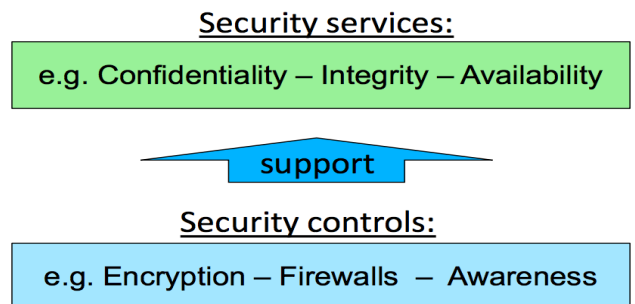 Security services:
e.g. Confidentiality – Integrity – Availability
support
Security controls:
e.g. Encryption – Firewalls – Awareness